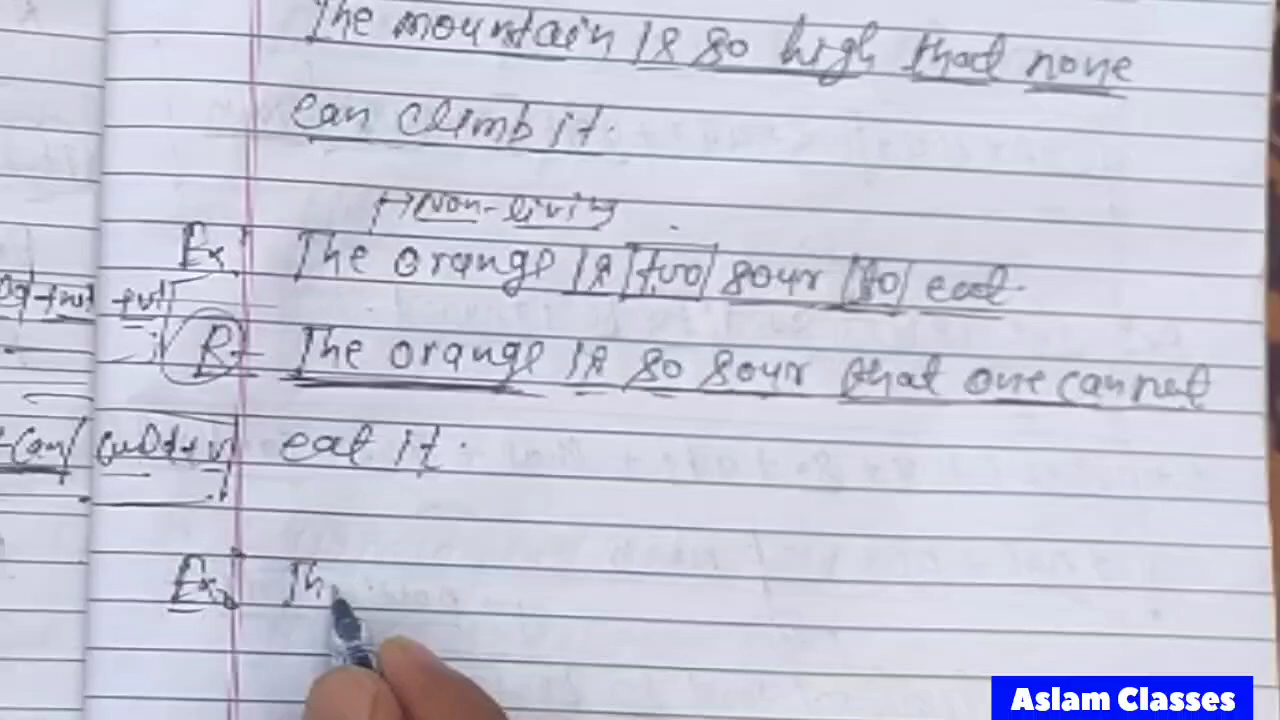 The mountain is so high that none
can climb it.
→ Non-living
Ex. The orange is too sour to eat.
R- The orange is so sour that one cannot
eat it.
Ex. Th
Aslam Classes